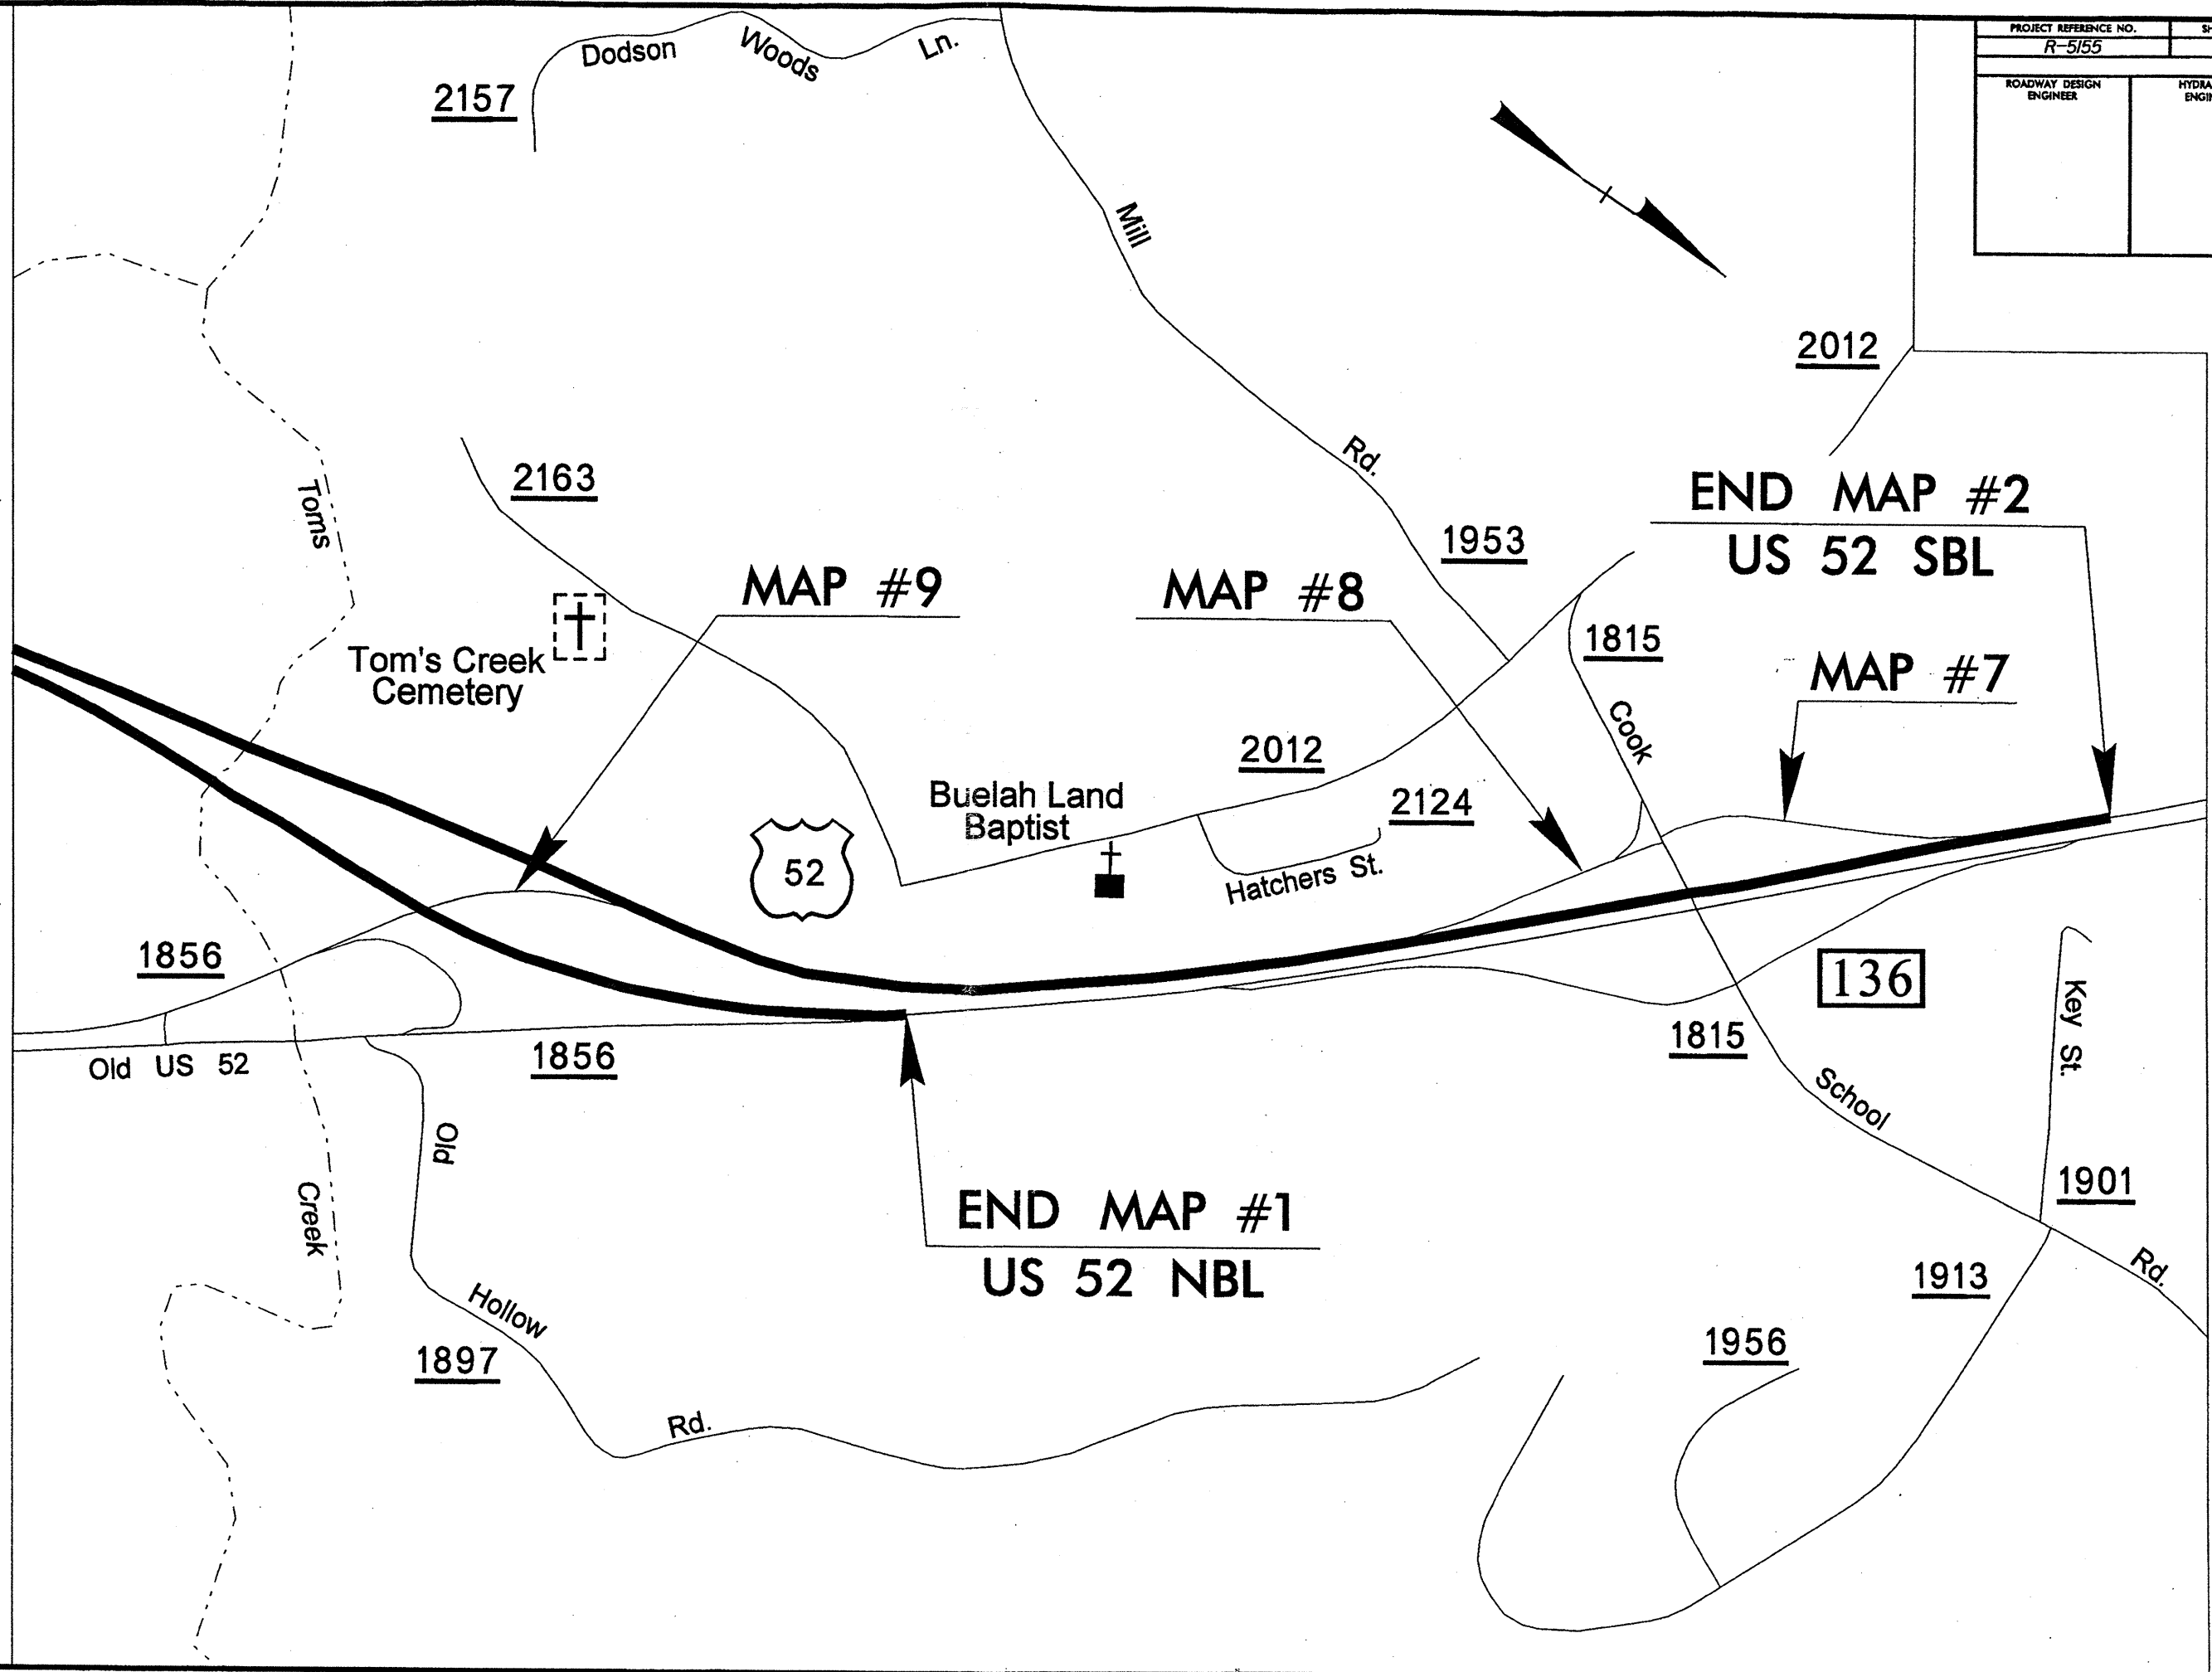 PROJECT REFERENCE NO.
R-5155
ROADWAY DESIGN
ENGINEER
Dodson Woods Ln.
2157
Mill Rd.
2012
2163
Toms Creek
END MAP #2
US 52 SBL
1953
MAP #9
MAP #8
1815
MAP #7
Tom's Creek
Cemetery
Cook School Rd.
2012
Buelah Land
Baptist
2124
52
Hatchers St.
1856
136
Key St.
Old US 52
1856
1815
Old Hollow Rd.
1901
END MAP #1
US 52 NBL
1913
1956
1897